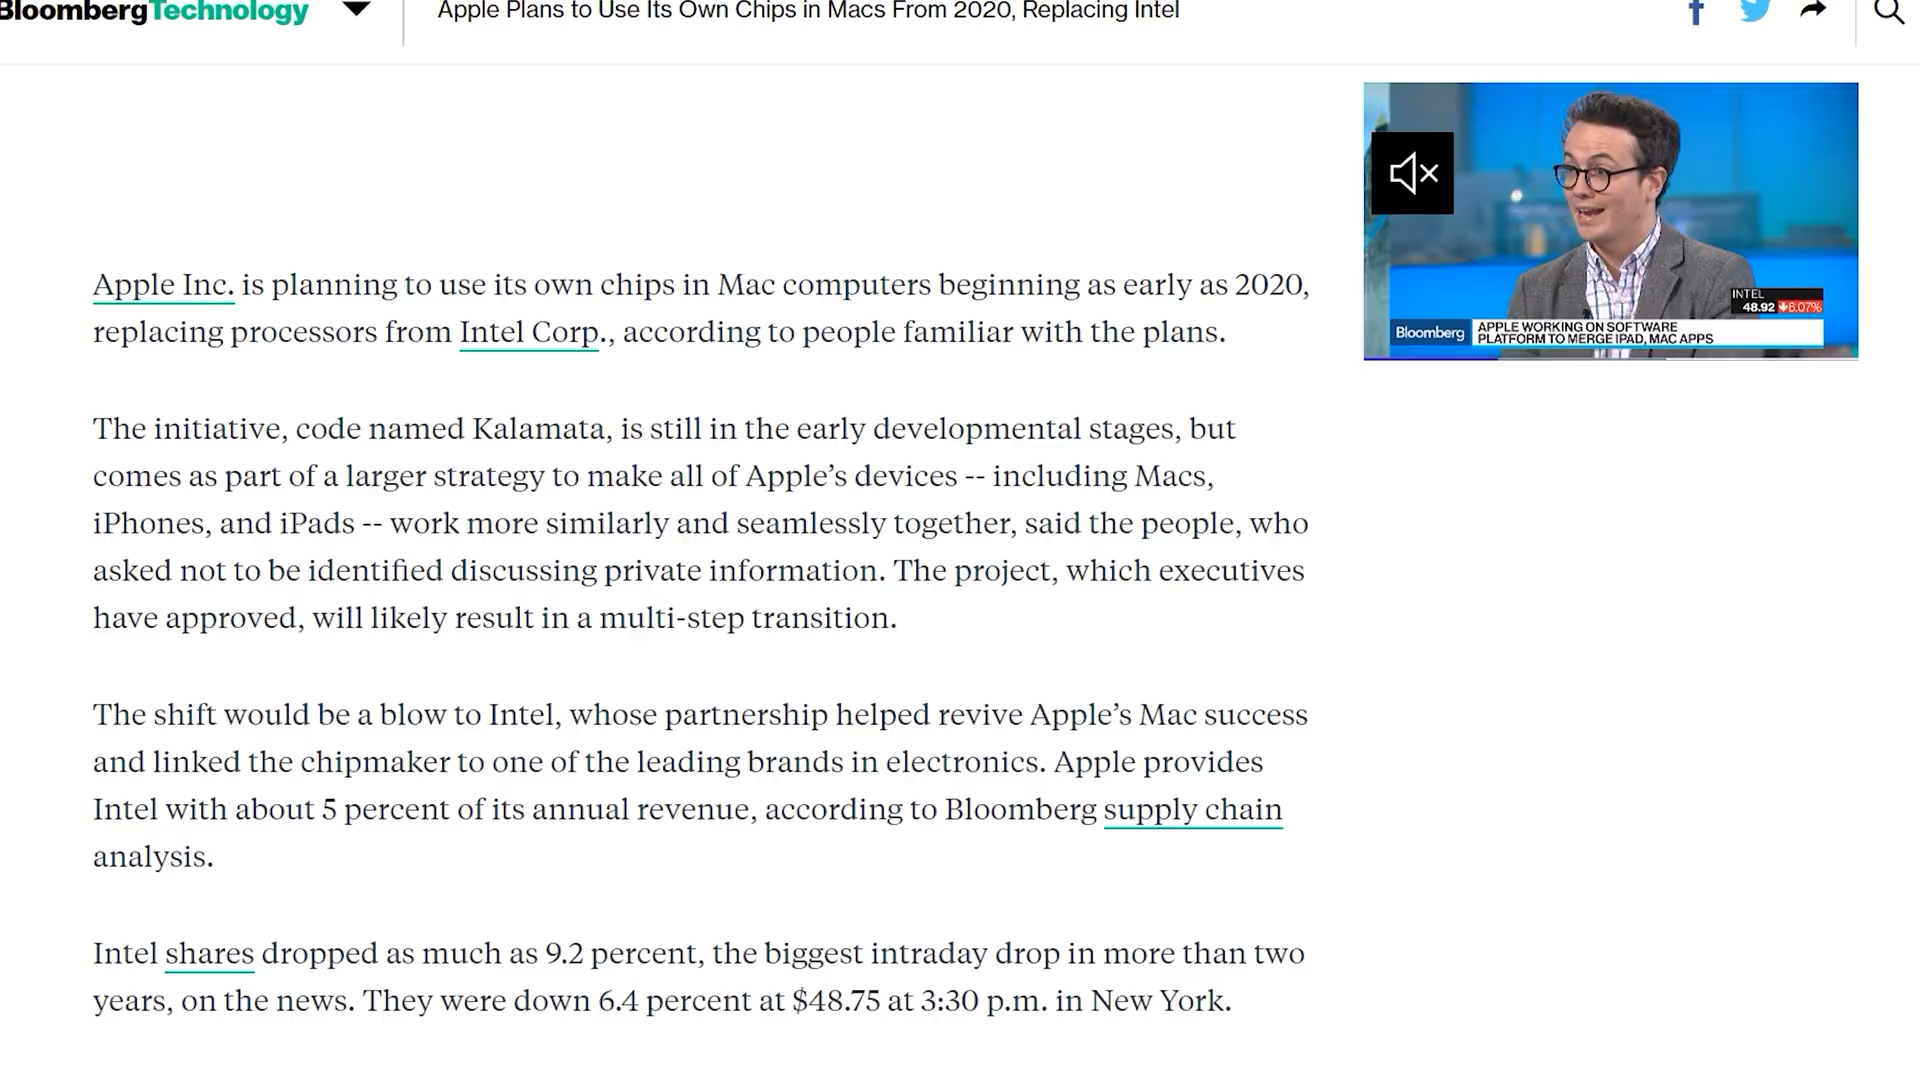 BloombergTechnology
Apple Plans to Use Its Own Chips in Macs From 2020, Replacing Intel
INTEL
48.92 6.07%
Bloomberg
APPLE WORKING ON SOFTWARE
PLATFORM TO MERGE IPAD, MAC APPS
Apple Inc. is planning to use its own chips in Mac computers beginning as early as 2020,
replacing processors from Intel Corp., according to people familiar with the plans.
The initiative, code named Kalamata, is still in the early developmental stages, but
comes as part of a larger strategy to make all of Apple’s devices -- including Macs,
iPhones, and iPads -- work more similarly and seamlessly together, said the people, who
asked not to be identified discussing private information. The project, which executives
have approved, will likely result in a multi-step transition.
The shift would be a blow to Intel, whose partnership helped revive Apple’s Mac success
and linked the chipmaker to one of the leading brands in electronics. Apple provides
Intel with about 5 percent of its annual revenue, according to Bloomberg supply chain
analysis.
Intel shares dropped as much as 9.2 percent, the biggest intraday drop in more than two
years, on the news. They were down 6.4 percent at $48.75 at 3:30 p.m. in New York.